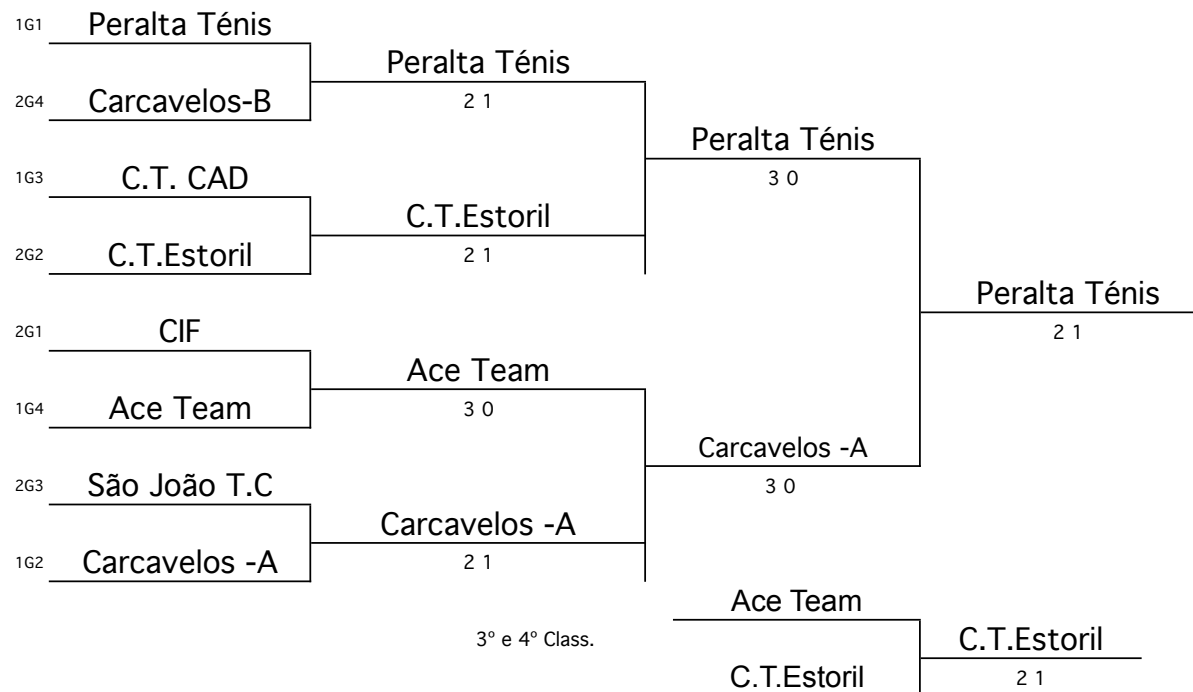 1G1 Peralta Ténis
Peralta Ténis
2G4 Carcavelos-B
2 1
Peralta Ténis
1G3 C.T. CAD
3 0
C.T.Estoril
2G2 C.T.Estoril
2 1
Peralta Ténis
2G1 CIF
2 1
Ace Team
1G4 Ace Team
3 0
Carcavelos -A
2G3 São João T.C
3 0
Carcavelos -A
1G2 Carcavelos -A
2 1
Ace Team
3º e 4º Class.
C.T.Estoril
C.T.Estoril
2 1